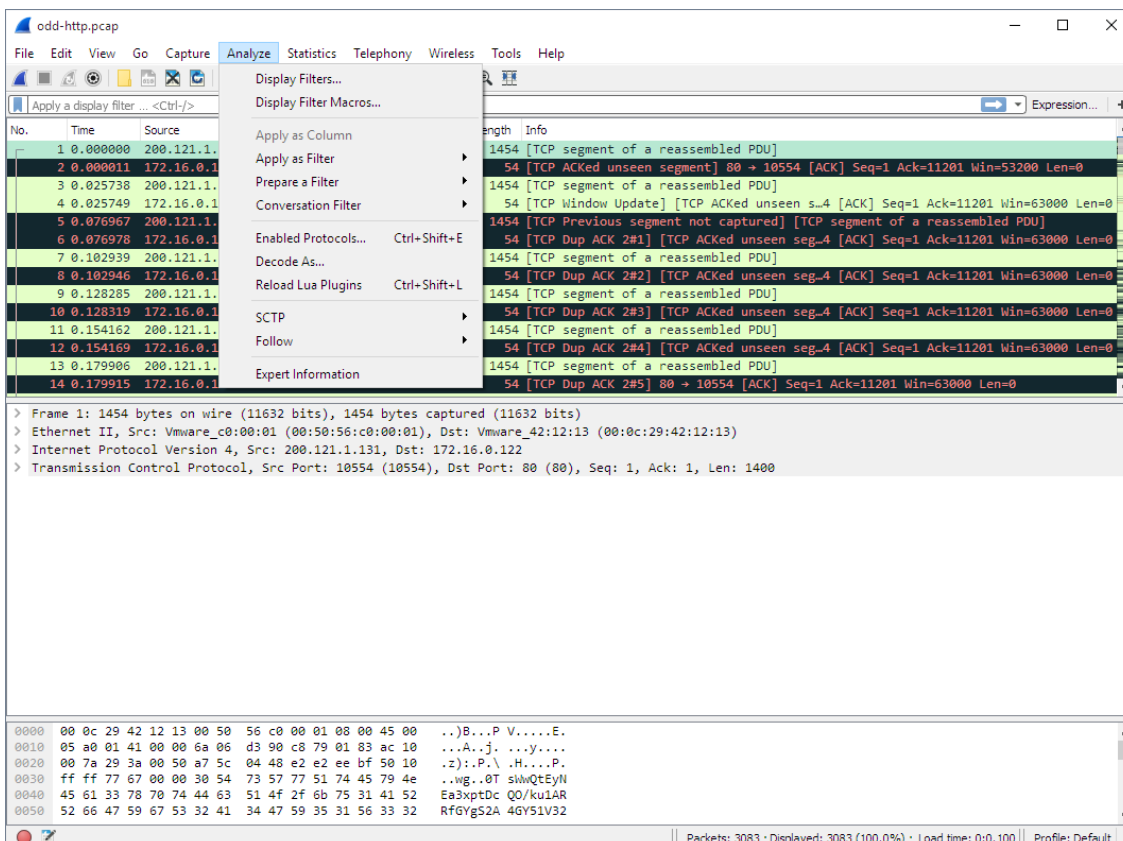 odd-http.pcap
File Edit View Go Capture Analyze Statistics Telephony Wireless Tools Help
Apply a display filter ... <Ctrl-/> Expression...
Display Filters...
Display Filter Macros...
Apply as Column
Apply as Filter
Prepare a Filter
Conversation Filter
Enabled Protocols... Ctrl+Shift+E
Decode As...
Reload Lua Plugins Ctrl+Shift+L
SCTP
Follow
Expert Information
No. Time Source ength Info
1 0.000000 200.121.1. 1454 [TCP segment of a reassembled PDU]
2 0.000011 172.16.0.1 54 [TCP ACKed unseen segment] 80 → 10554 [ACK] Seq=1 Ack=11201 Win=53200 Len=0
3 0.025738 200.121.1. 1454 [TCP segment of a reassembled PDU]
4 0.025749 172.16.0.1 54 [TCP Window Update] [TCP ACKed unseen s…4 [ACK] Seq=1 Ack=11201 Win=63000 Len=0
5 0.076967 200.121.1. 1454 [TCP Previous segment not captured] [TCP segment of a reassembled PDU]
6 0.076978 172.16.0.1 54 [TCP Dup ACK 2#1] [TCP ACKed unseen seg…4 [ACK] Seq=1 Ack=11201 Win=63000 Len=0
7 0.102939 200.121.1. 1454 [TCP segment of a reassembled PDU]
8 0.102946 172.16.0.1 54 [TCP Dup ACK 2#2] [TCP ACKed unseen seg…4 [ACK] Seq=1 Ack=11201 Win=63000 Len=0
9 0.128285 200.121.1. 1454 [TCP segment of a reassembled PDU]
10 0.128319 172.16.0.1 54 [TCP Dup ACK 2#3] [TCP ACKed unseen seg…4 [ACK] Seq=1 Ack=11201 Win=63000 Len=0
11 0.154162 200.121.1. 1454 [TCP segment of a reassembled PDU]
12 0.154169 172.16.0.1 54 [TCP Dup ACK 2#4] [TCP ACKed unseen seg…4 [ACK] Seq=1 Ack=11201 Win=63000 Len=0
13 0.179906 200.121.1. 1454 [TCP segment of a reassembled PDU]
14 0.179915 172.16.0.1 54 [TCP Dup ACK 2#5] 80 → 10554 [ACK] Seq=1 Ack=11201 Win=63000 Len=0
> Frame 1: 1454 bytes on wire (11632 bits), 1454 bytes captured (11632 bits)
> Ethernet II, Src: Vmware_c0:00:01 (00:50:56:c0:00:01), Dst: Vmware_42:12:13 (00:0c:29:42:12:13)
> Internet Protocol Version 4, Src: 200.121.1.131, Dst: 172.16.0.122
> Transmission Control Protocol, Src Port: 10554 (10554), Dst Port: 80 (80), Seq: 1, Ack: 1, Len: 1400
0000 00 0c 29 42 12 13 00 50 56 c0 00 01 08 00 45 00 ..)B...P V.....E.
0010 05 a0 01 41 00 00 6a 06 d3 90 c8 79 01 83 ac 10 ...A..j. ...y....
0020 00 7a 29 3a 00 50 a7 5c 04 48 e2 e2 ee bf 50 10 .z):.P.\ .H....P.
0030 ff ff 77 67 00 00 30 54 73 57 77 51 74 45 79 4e ..wg..0T sWwQtEyN
0040 45 61 33 78 70 74 44 63 51 4f 2f 6b 75 31 41 52 Ea3xptDc QO/ku1AR
0050 52 66 47 59 67 53 32 41 34 47 59 35 31 56 33 32 RfGYgS2A 4GY51V32
Packets: 3083 · Displayed: 3083 (100.0%) · Load time: 0:0.100 Profile: Default